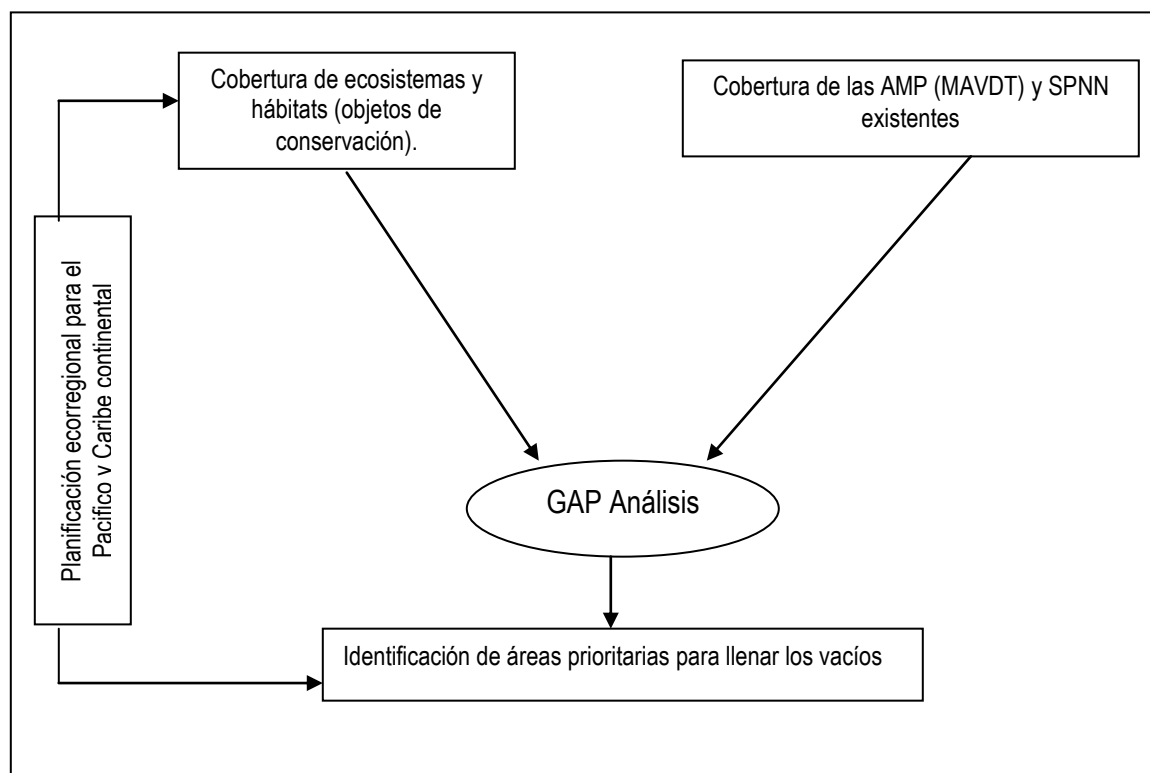 Cobertura de ecosistemas y
hábitats (objetos de
conservación).
Cobertura de las AMP (MAVDT) y SPNN
existentes
Planificación ecorregional para el
Pacifico y Caribe continental
GAP Análisis
Identificación de áreas prioritarias para llenar los vacíos